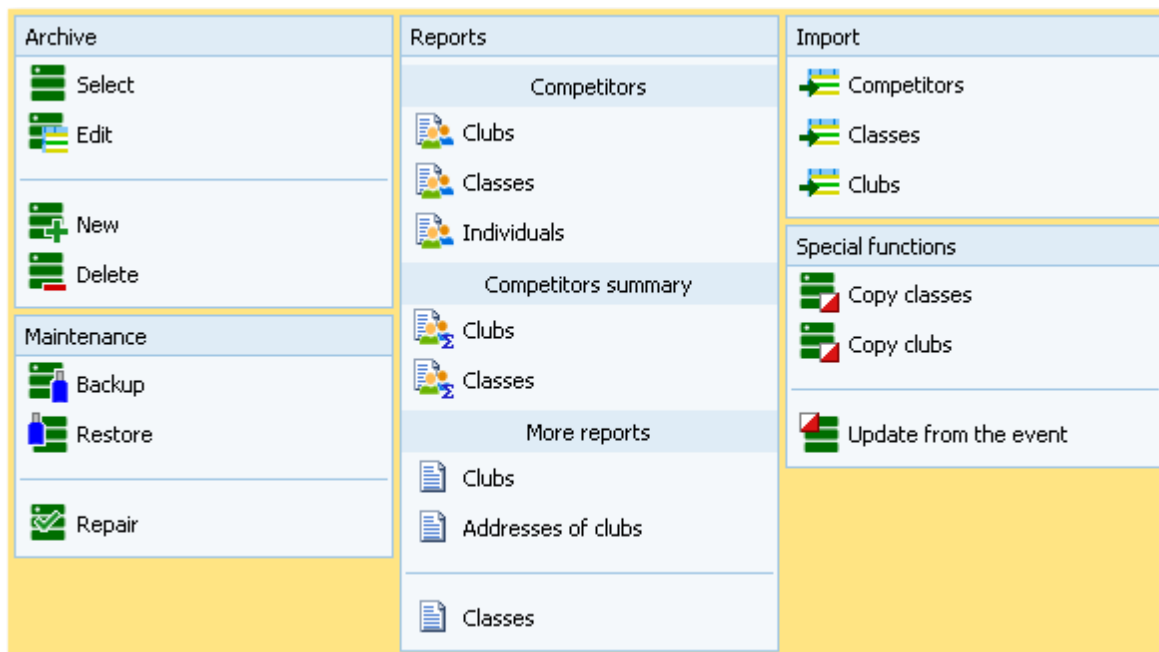 Archive
Select
Edit
New
Delete
Maintenance
Backup
Restore
Repair
Reports
Competitors
Clubs
Classes
Individuals
Competitors summary
Clubs
Classes
More reports
Clubs
Addresses of clubs
Classes
Import
Competitors
Classes
Clubs
Special functions
Copy classes
Copy clubs
Update from the event